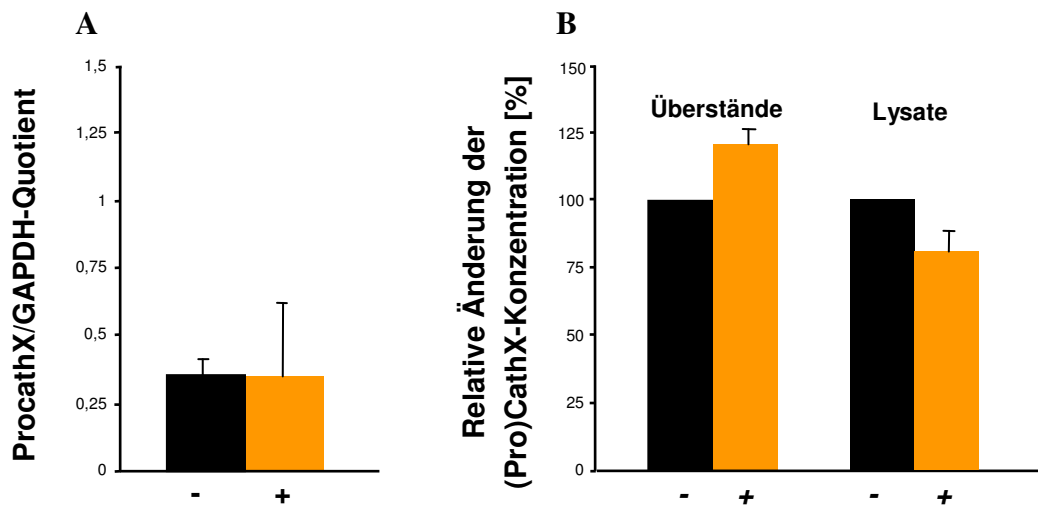 A
ProcathX/GAPDH-Quotient
1,5
1,25
1
0,75
0,5
0,25
0
- +
B
Relative Änderung der
(Pro)CathX-Konzentration [%]
150
125
100
75
50
25
0
Überstände Lysate
- + - +